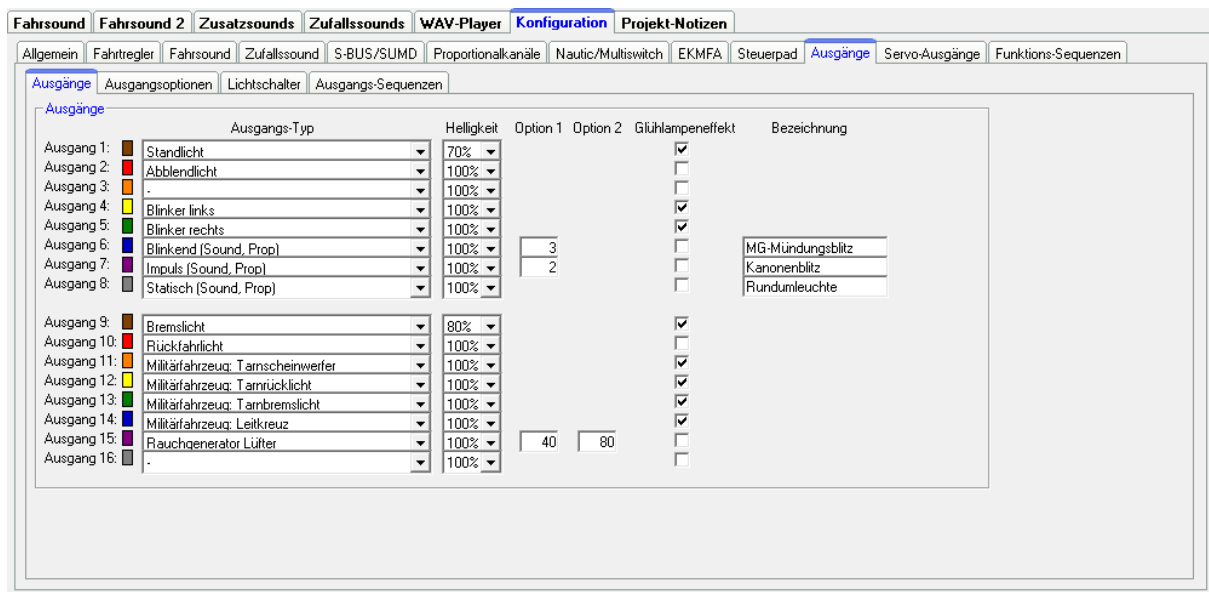 Fahrsound Fahrsound 2 Zusatzsounds Zufallssounds WAV-Player Konfiguration Projekt-Notizen
Allgemein Fahrtregler Fahrsound Zufallssound S-BUS/SUMD Proportionalkanäle Nautic/Multiswitch EKMFA Steuerpad Ausgänge Servo-Ausgänge Funktions-Sequenzen
Ausgänge Ausgangsoptionen Lichtschalter Ausgangs-Sequenzen
Ausgänge
Ausgangs-Typ Helligkeit Option 1 Option 2 Glühlampeneffekt Bezeichnung
Ausgang 1: Standlicht 70%
Ausgang 2: Abblendlicht 100%
Ausgang 3: - 100%
Ausgang 4: Blinker links 100%
Ausgang 5: Blinker rechts 100%
Ausgang 6: Blinkend (Sound, Prop) 100% 3 MG-Mündungsblitz
Ausgang 7: Impuls (Sound, Prop) 100% 2 Kanonenblitz
Ausgang 8: Statisch (Sound, Prop) 100% Rundumleuchte
Ausgang 9: Bremslicht 80%
Ausgang 10: Rückfahrlicht 100%
Ausgang 11: Militärfahrzeug: Tarnscheinwerfer 100%
Ausgang 12: Militärfahrzeug: Tarnrücklicht 100%
Ausgang 13: Militärfahrzeug: Tarnbremslicht 100%
Ausgang 14: Militärfahrzeug: Leitkreuz 100%
Ausgang 15: Rauchgenerator Lüfter 100% 40 80
Ausgang 16: - 100%